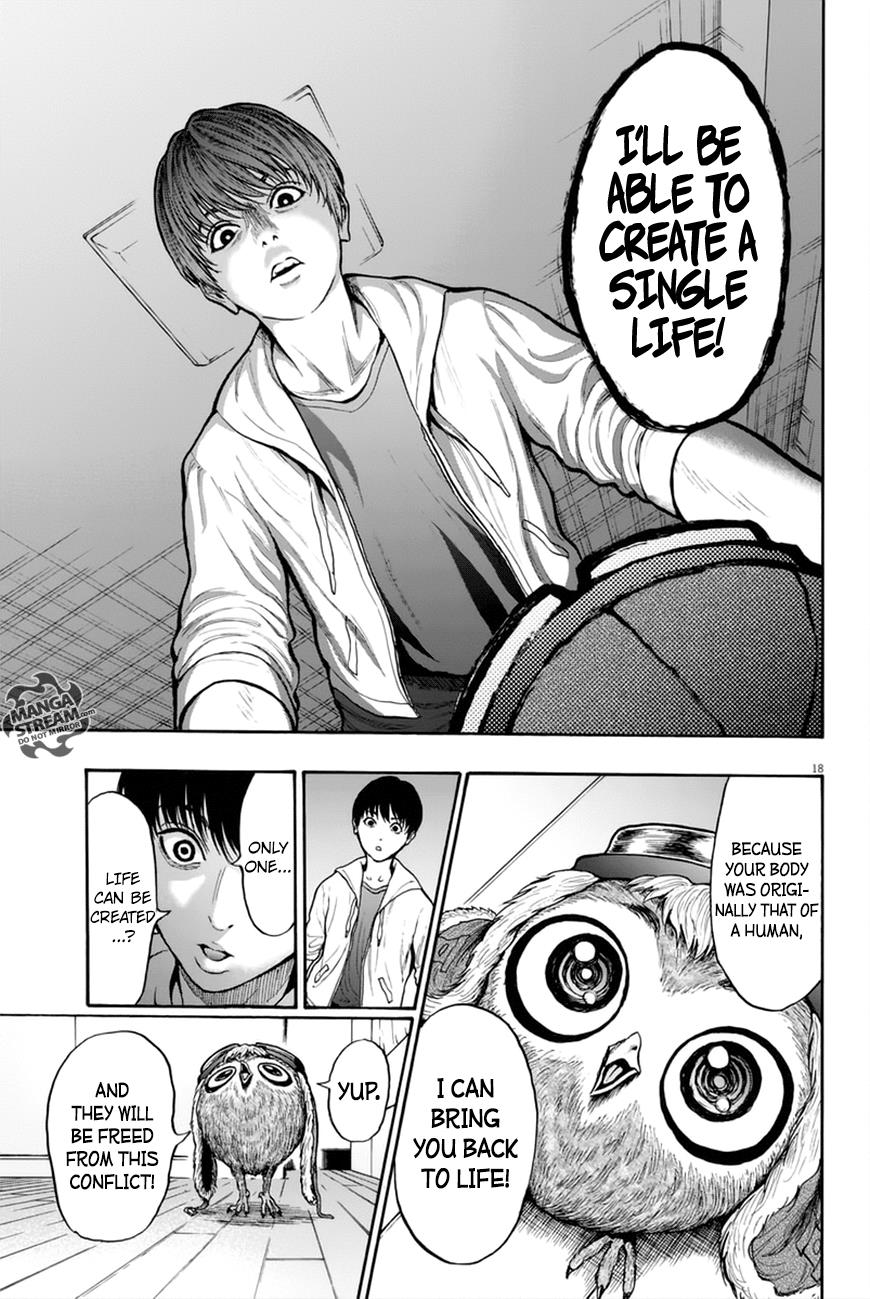 I'LL BE
ABLE TO
CREATE A
SINGLE
LIFE!
MANGA
STREAM.com
DO NOT MIRROR
18
BECAUSE
YOUR BODY
WAS ORIGI-
NALLY THAT OF
A HUMAN,
I CAN
BRING
YOU BACK
TO LIFE!
ONLY
ONE...
LIFE
CAN BE
CREATED
...?
YUP.
AND
THEY WILL
BE FREED
FROM THIS
CONFLICT!